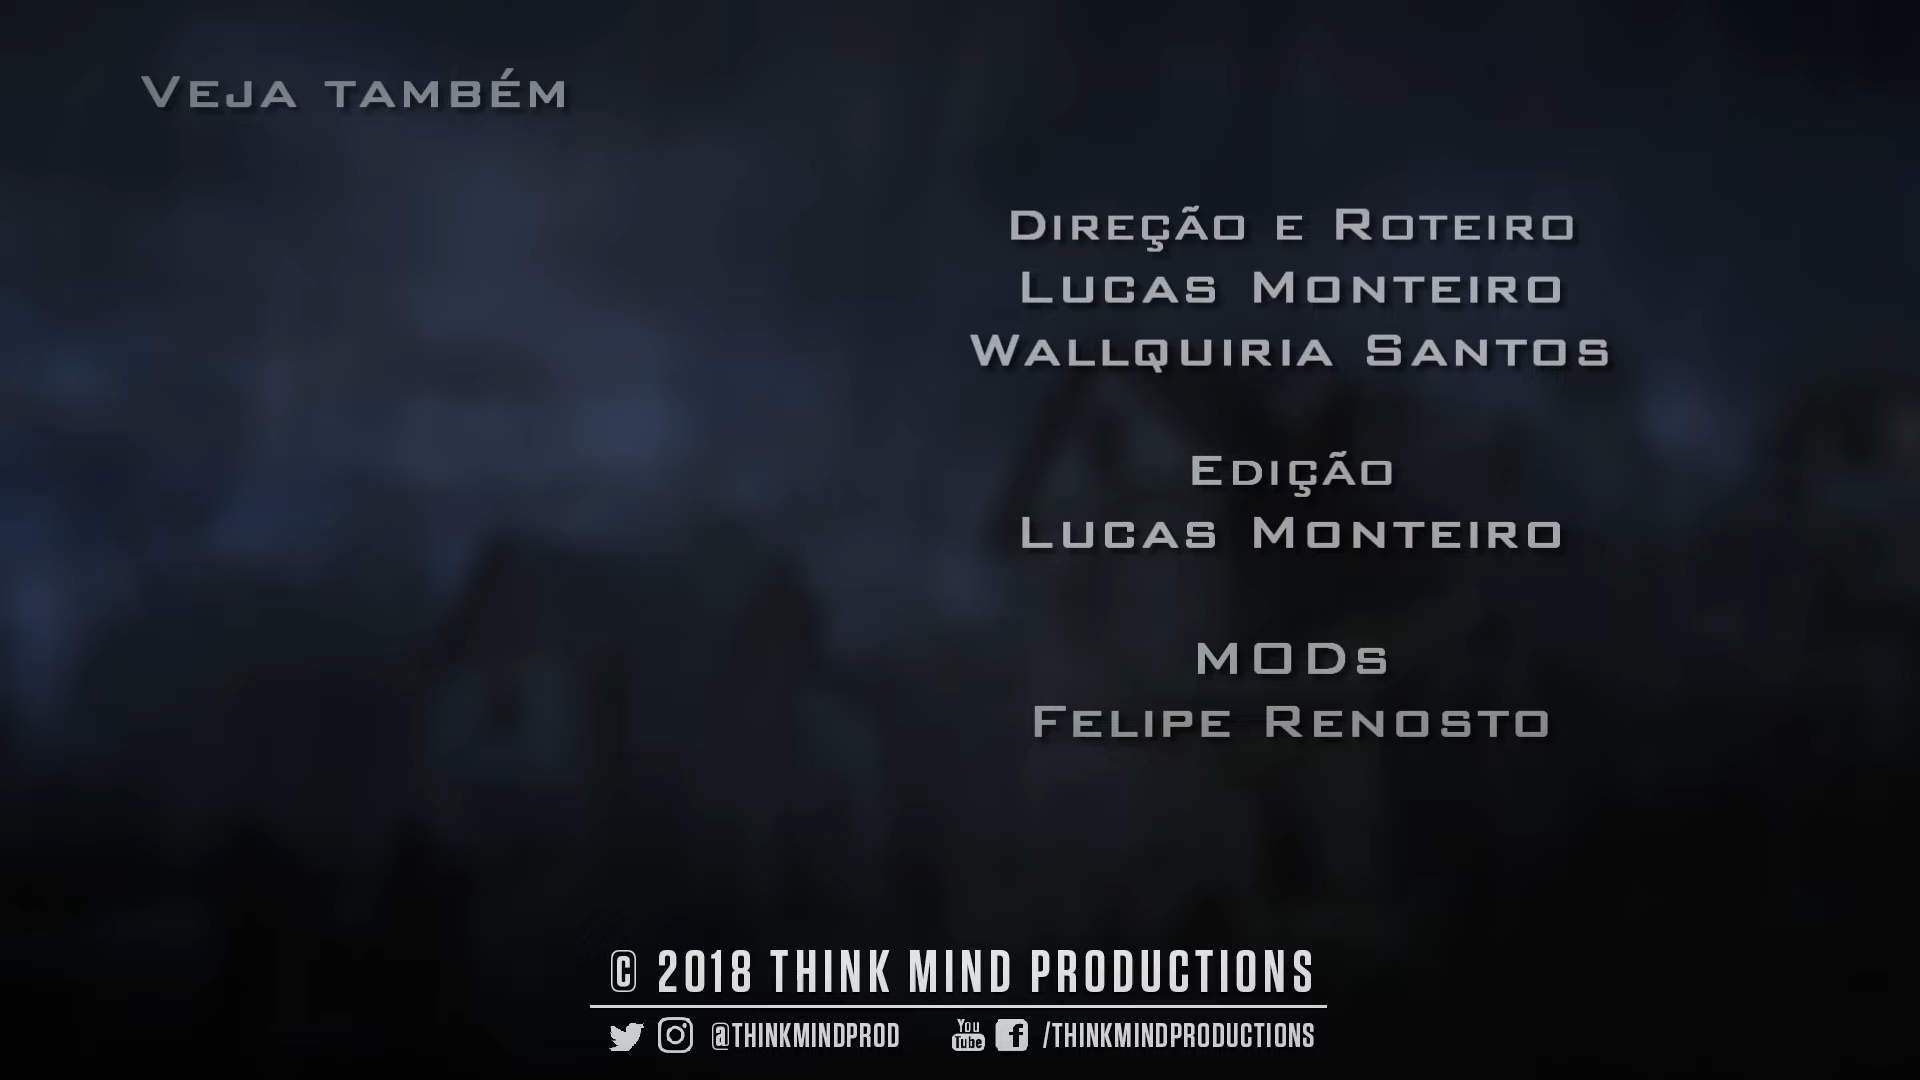 Veja também
Direção e Roteiro
Lucas Monteiro
Wallquiria Santos
Edição
Lucas Monteiro
MODs
Felipe Renosto
© 2018 THINK MIND PRODUCTIONS
@THINKMINDPROD You Tube f /THINKMINDPRODUCTIONS